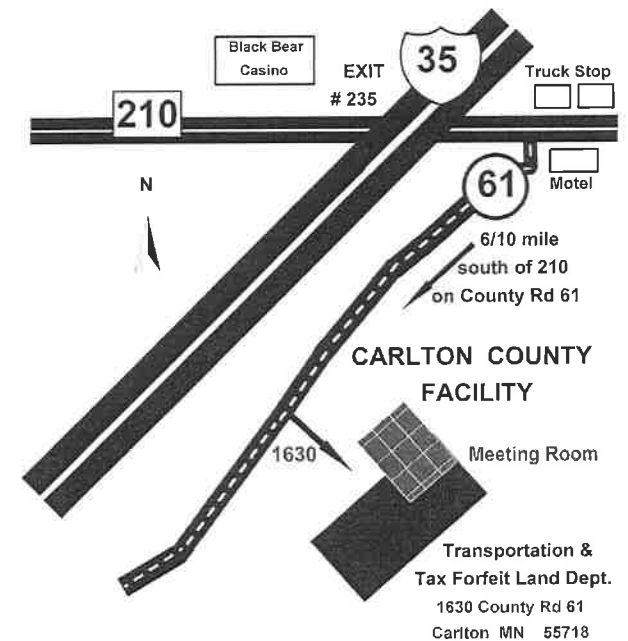 Black Bear
Casino
EXIT
# 235
35
Truck Stop
210
Motel
N
61
6/10 mile
south of 210
on County Rd 61
CARLTON COUNTY
FACILITY
1630
Meeting Room
Transportation &
Tax Forfeit Land Dept.
1630 County Rd 61
Carlton MN 55718